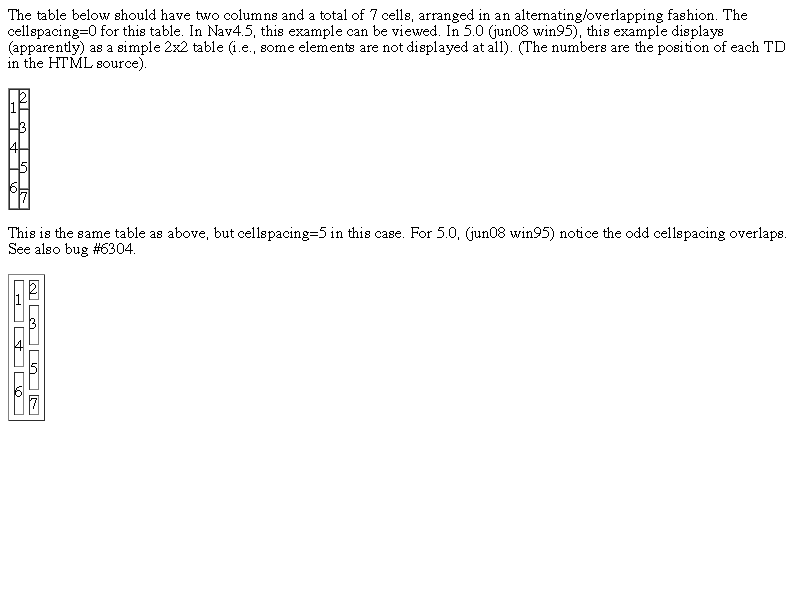 The table below should have two columns and a total of 7 cells, arranged in an alternating/overlapping fashion. The
cellspacing=0 for this table. In Nav4.5, this example can be viewed. In 5.0 (jun08 win95), this example displays
(apparently) as a simple 2x2 table (i.e., some elements are not displayed at all). (The numbers are the position of each TD
in the HTML source).
2
1
3
4
5
6
7
This is the same table as above, but cellspacing=5 in this case. For 5.0, (jun08 win95) notice the odd cellspacing overlaps.
See also bug #6304.
2
1
3
4
5
6
7